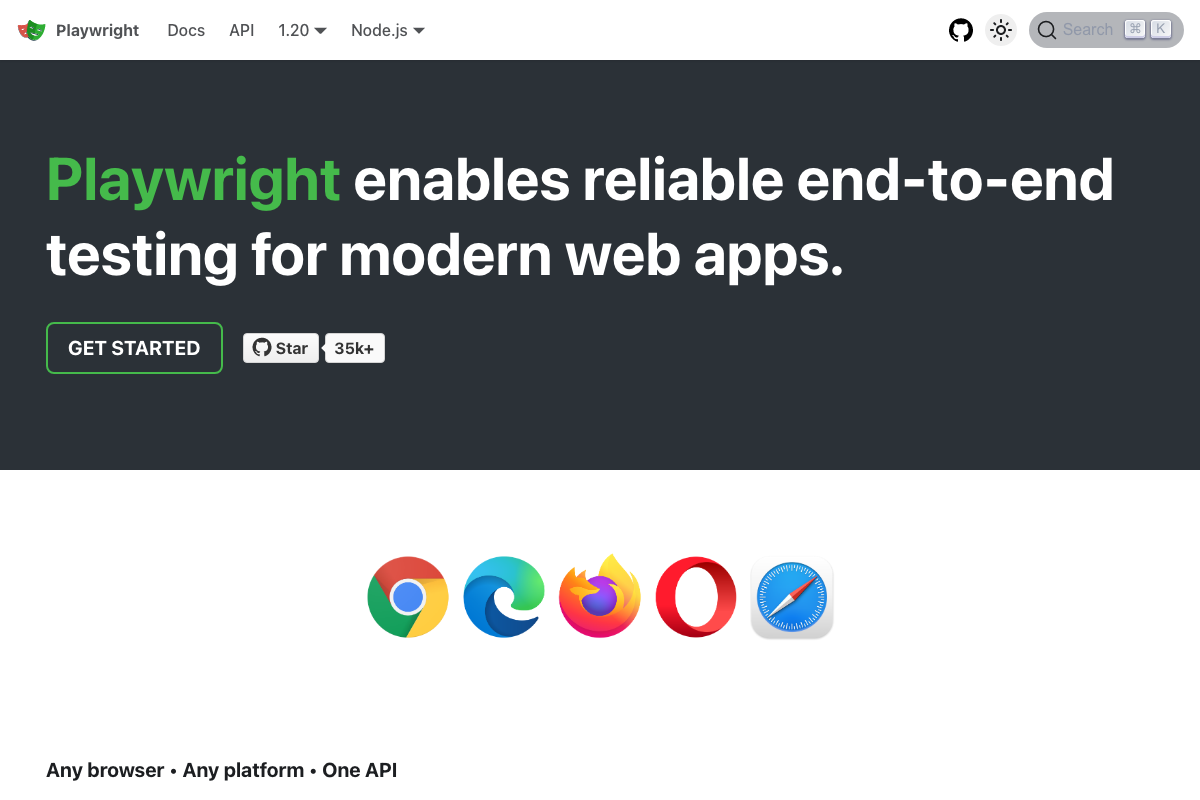 Playwright Docs API 1.20 Node.js Search ⌘ K
Playwright enables reliable end-to-end
testing for modern web apps.
GET STARTED Star 35k+
Any browser • Any platform • One API